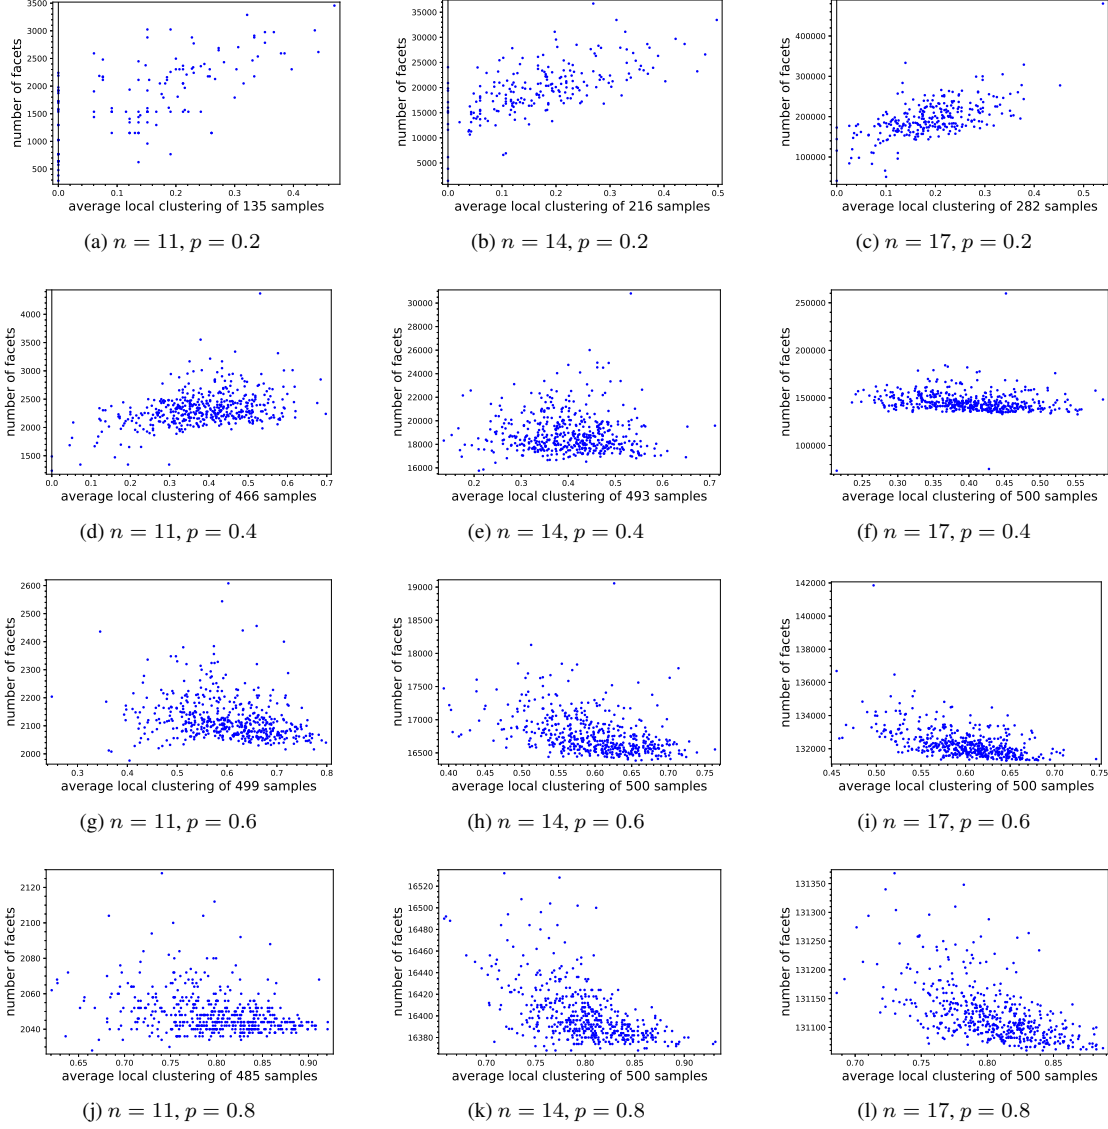 number of facets
3500
3000
2500
2000
1500
1000
500
0.0 0.1 0.2 0.3 0.4
average local clustering of 135 samples
(a) n = 11, p = 0.2
number of facets
35000
30000
25000
20000
15000
10000
5000
0.0 0.1 0.2 0.3 0.4 0.5
average local clustering of 216 samples
(b) n = 14, p = 0.2
number of facets
400000
300000
200000
100000
0.0 0.1 0.2 0.3 0.4 0.5
average local clustering of 282 samples
(c) n = 17, p = 0.2
number of facets
4000
3500
3000
2500
2000
1500
0.0 0.1 0.2 0.3 0.4 0.5 0.6 0.7
average local clustering of 466 samples
(d) n = 11, p = 0.4
number of facets
30000
28000
26000
24000
22000
20000
18000
16000
0.2 0.3 0.4 0.5 0.6 0.7
average local clustering of 493 samples
(e) n = 14, p = 0.4
number of facets
250000
200000
150000
100000
0.25 0.30 0.35 0.40 0.45 0.50 0.55
average local clustering of 500 samples
(f) n = 17, p = 0.4
number of facets
2600
2500
2400
2300
2200
2100
2000
0.3 0.4 0.5 0.6 0.7 0.8
average local clustering of 499 samples
(g) n = 11, p = 0.6
number of facets
19000
18500
18000
17500
17000
16500
0.40 0.45 0.50 0.55 0.60 0.65 0.70 0.75
average local clustering of 500 samples
(h) n = 14, p = 0.6
number of facets
142000
140000
138000
136000
134000
132000
0.45 0.50 0.55 0.60 0.65 0.70 0.75
average local clustering of 500 samples
(i) n = 17, p = 0.6
number of facets
2120
2100
2080
2060
2040
0.65 0.70 0.75 0.80 0.85 0.90
average local clustering of 485 samples
(j) n = 11, p = 0.8
number of facets
16520
16500
16480
16460
16440
16420
16400
16380
0.70 0.75 0.80 0.85 0.90
average local clustering of 500 samples
(k) n = 14, p = 0.8
number of facets
131350
131300
131250
131200
131150
131100
0.70 0.75 0.80 0.85
average local clustering of 500 samples
(l) n = 17, p = 0.8